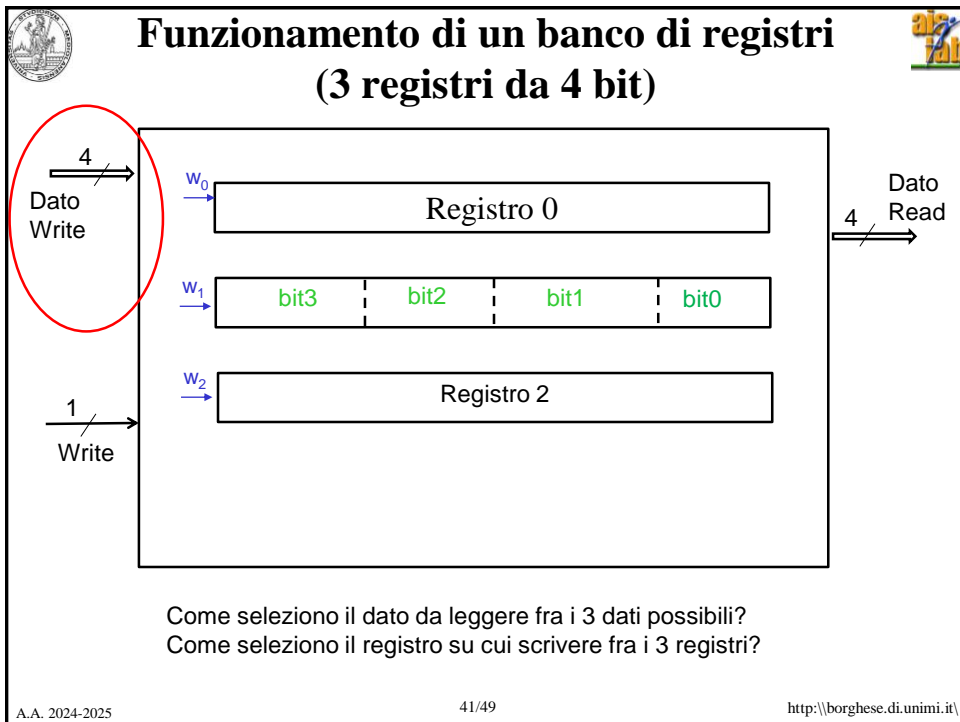 Funzionamento di un banco di registri
(3 registri da 4 bit)
4
Dato
Write
w0
Registro 0
Dato
Read
4
w1
bit3 bit2 bit1 bit0
w2
Registro 2
1
Write
Come seleziono il dato da leggere fra i 3 dati possibili?
Come seleziono il registro su cui scrivere fra i 3 registri?
A.A. 2024-2025
41/49
http:\\borghese.di.unimi.it\